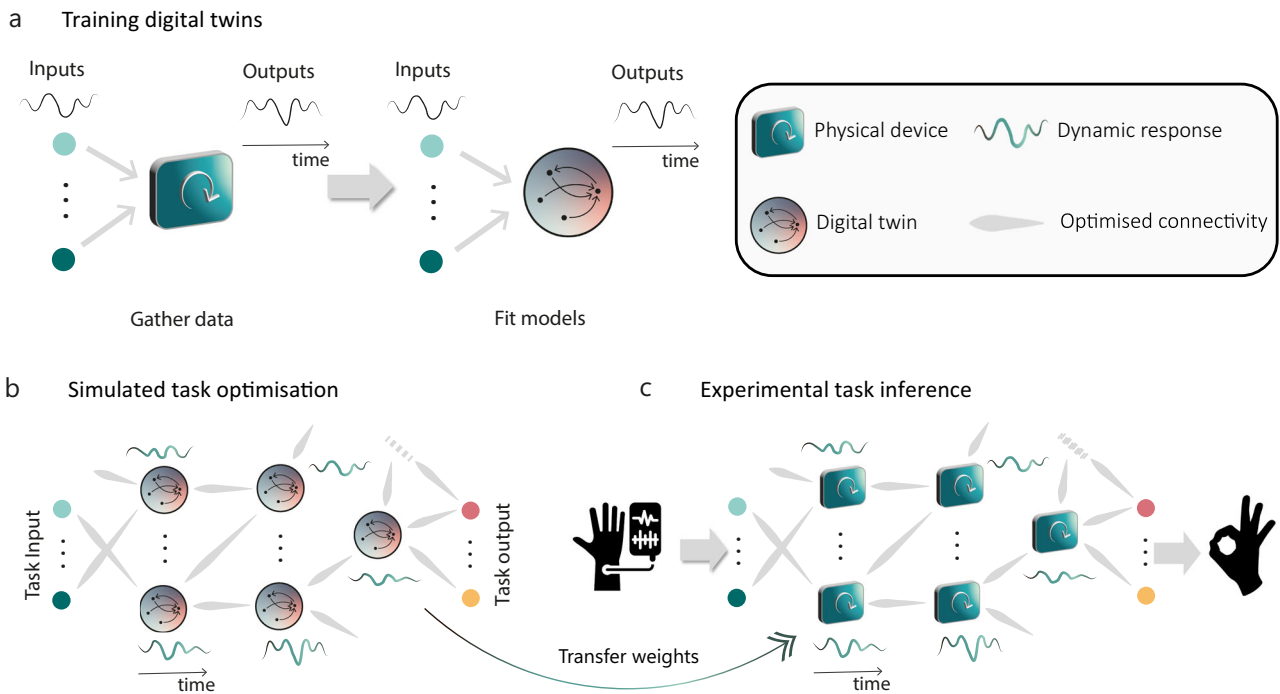 a Training digital twins
Inputs
Outputs
time
Gather data
Inputs
Outputs
time
Fit models
Physical device
Dynamic response
Digital twin
Optimised connectivity
b Simulated task optimisation
Task Input
Task output
time
Transfer weights
c Experimental task inference
time